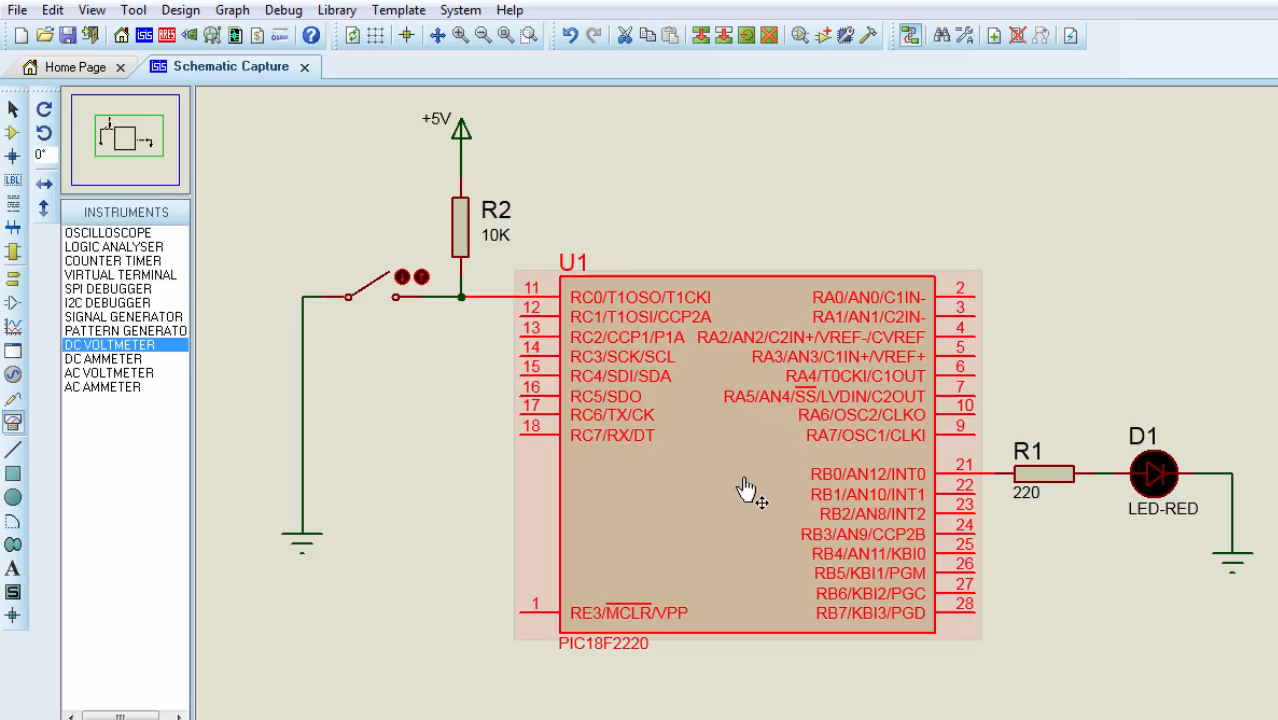 File Edit View Tool Design Graph Debug Library Template System Help
Home Page
Schematic Capture
0°
LBL
INSTRUMENTS
OSCILLOSCOPE
LOGIC ANALYSER
COUNTER TIMER
VIRTUAL TERMINAL
SPI DEBUGGER
I2C DEBUGGER
SIGNAL GENERATOR
PATTERN GENERATO
DC VOLTMETER
DC AMMETER
AC VOLTMETER
AC AMMETER
A
+5V
R2
10K
U1
11 RC0/T1OSO/T1CKI RA0/AN0/C1IN- 2
12 RC1/T1OSI/CCP2A RA1/AN1/C2IN- 3
13 RC2/CCP1/P1A RA2/AN2/C2IN+/VREF-/CVREF 4
14 RC3/SCK/SCL RA3/AN3/C1IN+/VREF+ 5
15 RC4/SDI/SDA RA4/T0CKI/C1OUT 6
16 RC5/SDO RA5/AN4/SS/LVDIN/C2OUT 7
17 RC6/TX/CK RA6/OSC2/CLKO 10
18 RC7/RX/DT RA7/OSC1/CLKI 9
RB0/AN12/INT0 21
RB1/AN10/INT1 22
RB2/AN8/INT2 23
RB3/AN9/CCP2B 24
RB4/AN11/KBI0 25
RB5/KBI1/PGM 26
RB6/KBI2/PGC 27
1 RE3/MCLR/VPP RB7/KBI3/PGD 28
PIC18F2220
R1
220
D1
LED-RED